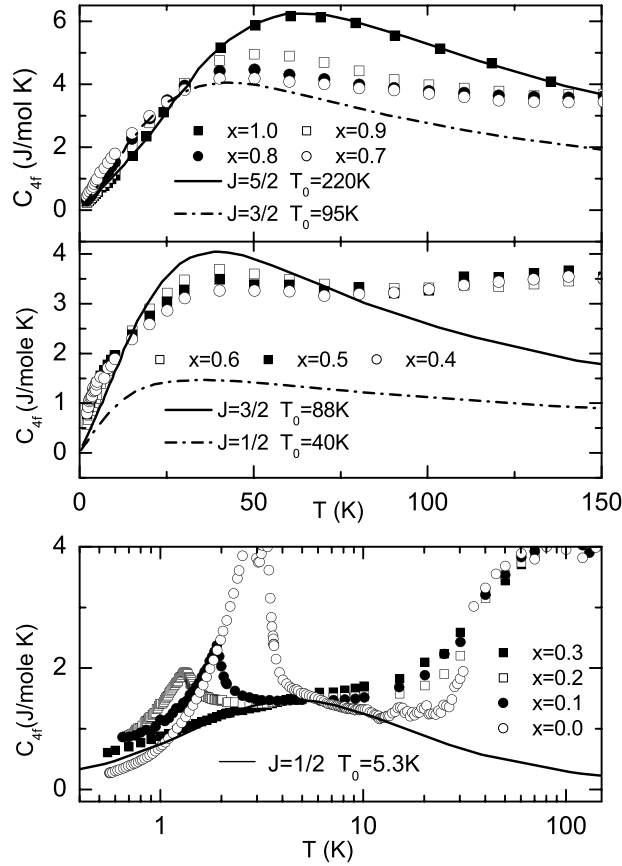 6
4
2
0
C4f (J/mol K)
x=1.0 x=0.9
x=0.8 x=0.7
J=5/2 T0=220K
J=3/2 T0=95K
4
3
2
1
0
C4f (J/mole K)
x=0.6 x=0.5 x=0.4
J=3/2 T0=88K
J=1/2 T0=40K
0 50 100 150
T (K)
4
2
0
C4f(J/mole K)
x=0.3
x=0.2
x=0.1
x=0.0
J=1/2 T0=5.3K
1 10 100
T (K)